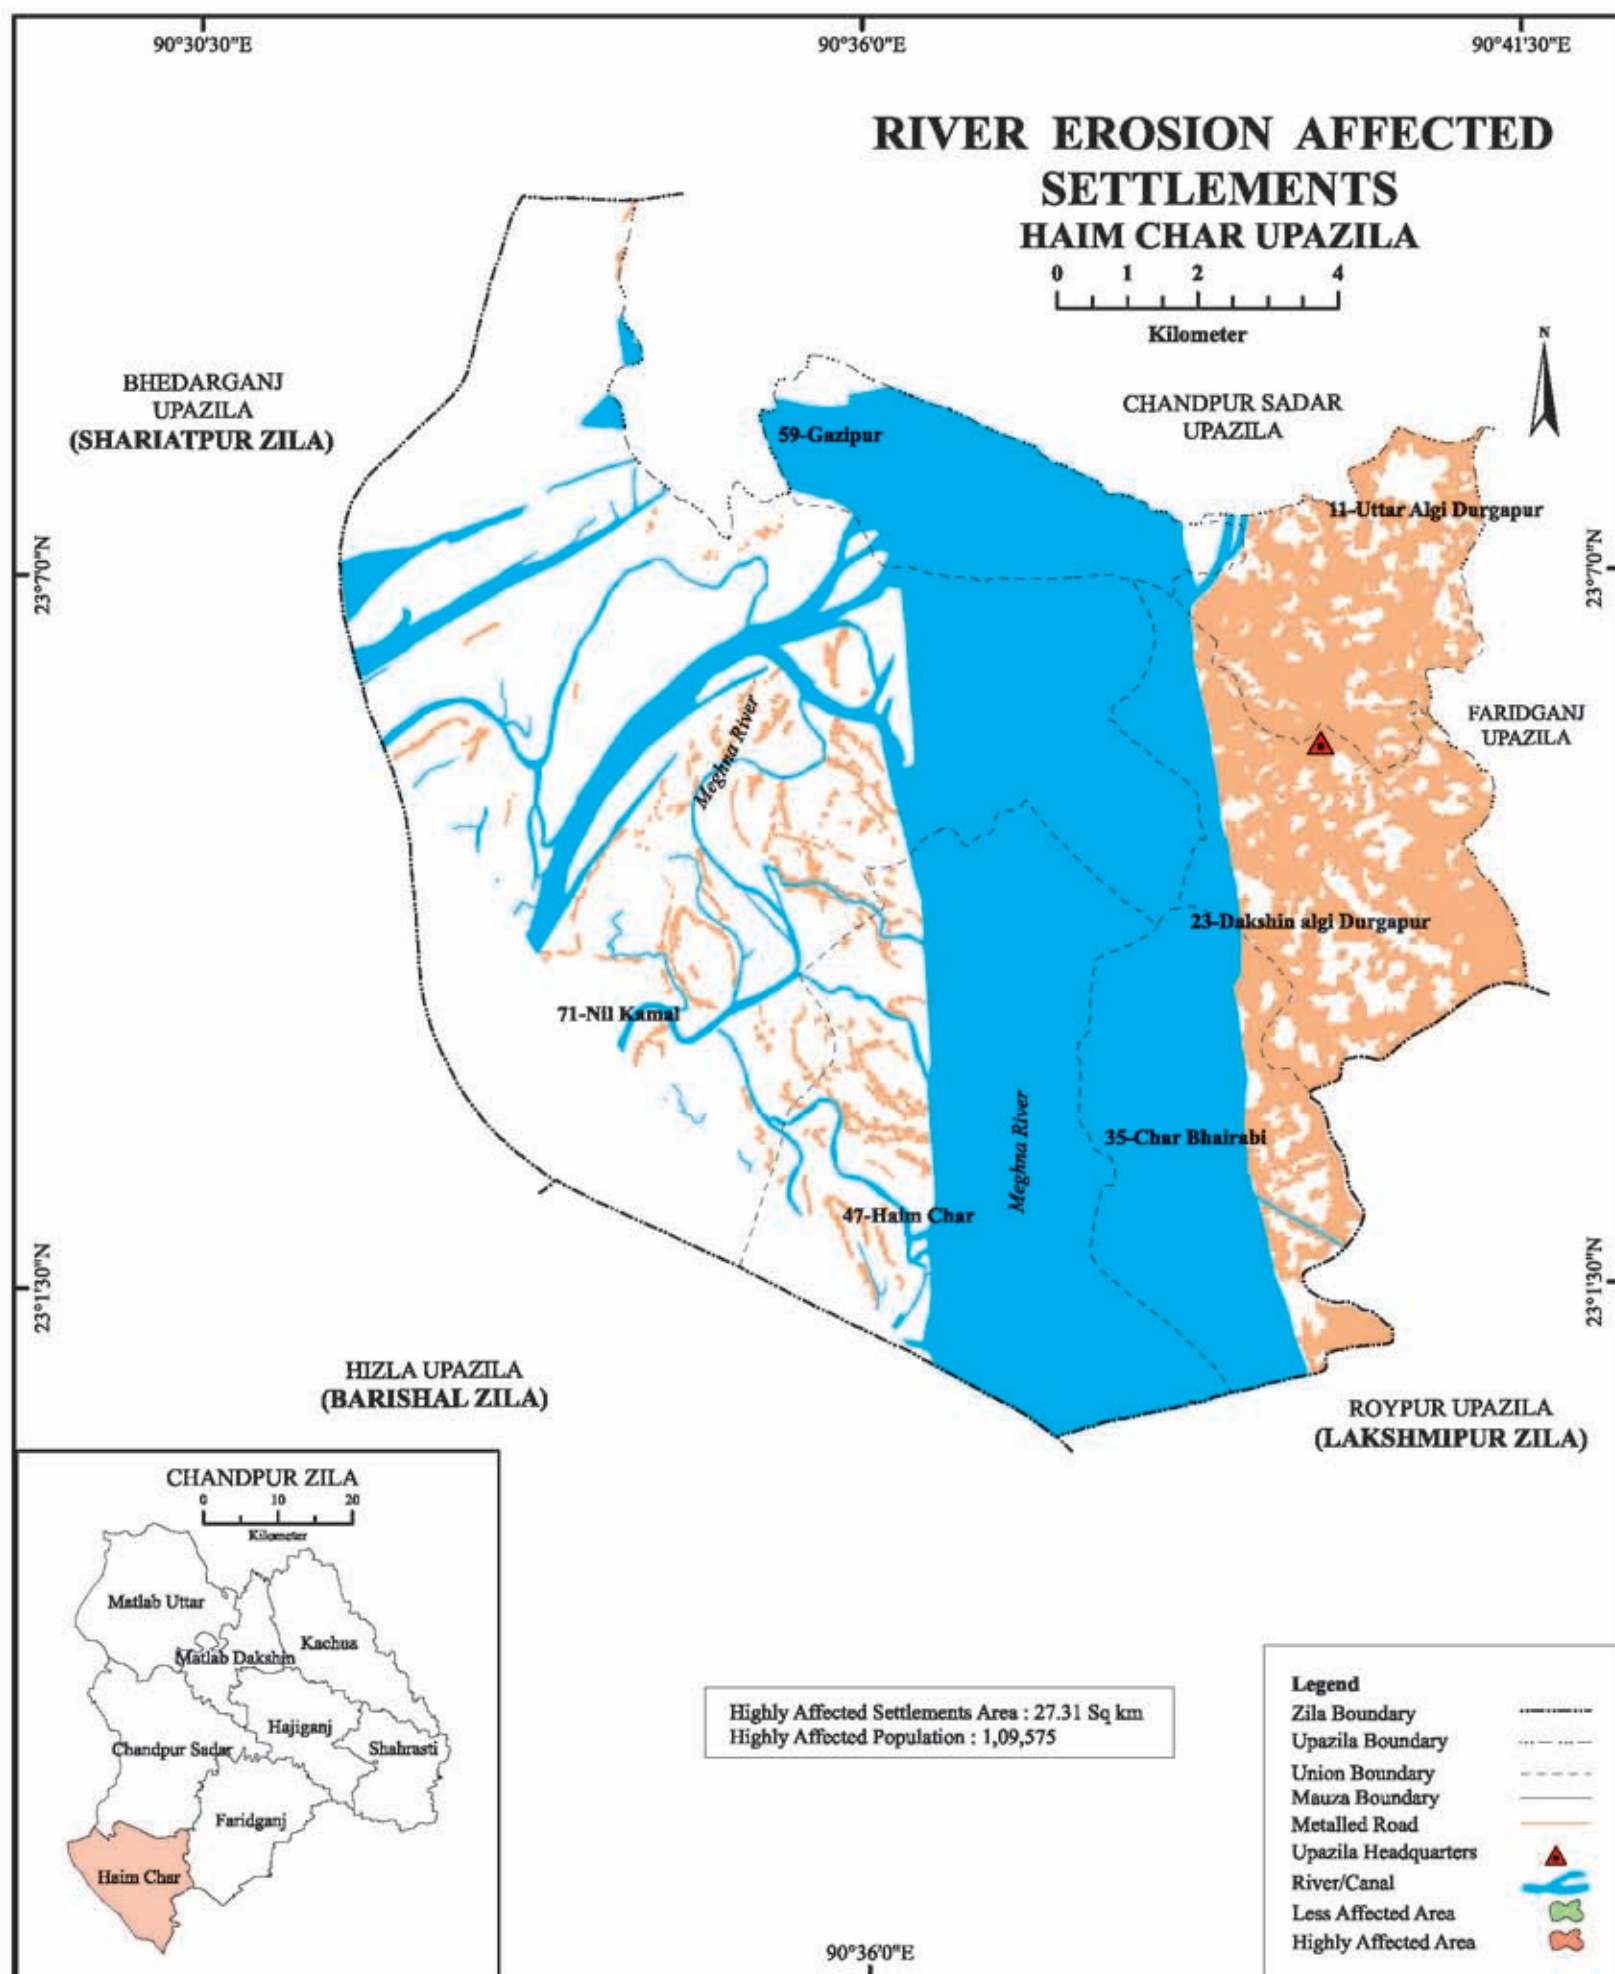 90°30'30"E
90°36'0"E
90°41'30"E
RIVER EROSION AFFECTED
SETTLEMENTS
HAIM CHAR UPAZILA
0 1 2 4
Kilometer
N
BHEDARGANJ
UPAZILA
(SHARIATPUR ZILA)
CHANDPUR SADAR
UPAZILA
59-Gazipur
11-Uttar Algi Durgapur
23°7'0"N
23°7'0"N
FARIDGANJ
UPAZILA
Meghna River
23-Dakshin algi Durgapur
71-Nil Kamal
Meghna River
35-Char Bhairabi
47-Haim Char
23°1'30"N
23°1'30"N
HIZLA UPAZILA
(BARISHAL ZILA)
ROYPUR UPAZILA
(LAKSHMIPUR ZILA)
CHANDPUR ZILA
0 10 20
Kilometer
Matlab Uttar
Kachua
Matlab Dakshin
Hajiganj
Chandpur Sadar
Shahrasti
Faridganj
Haim Char
Highly Affected Settlements Area : 27.31 Sq km
Highly Affected Population : 1,09,575
Legend
Zila Boundary
Upazila Boundary
Union Boundary
Mauza Boundary
Metalled Road
Upazila Headquarters
River/Canal
Less Affected Area
Highly Affected Area
90°36'0"E